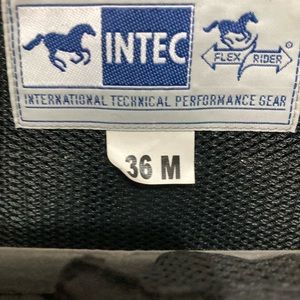 INTEC
FLEX RIDER ®
INTERNATIONAL TECHNICAL PERFORMANCE GEAR
36 M